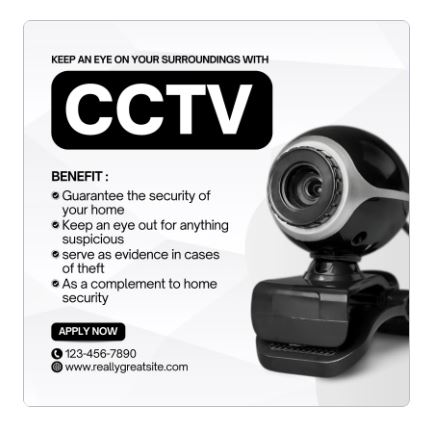 KEEP AN EYE ON YOUR SURROUNDINGS WITH
CCTV
BENEFIT :
Guarantee the security of
your home
Keep an eye out for anything
suspicious
serve as evidence in cases
of theft
As a complement to home
security
APPLY NOW
123-456-7890
www.reallygreatsite.com